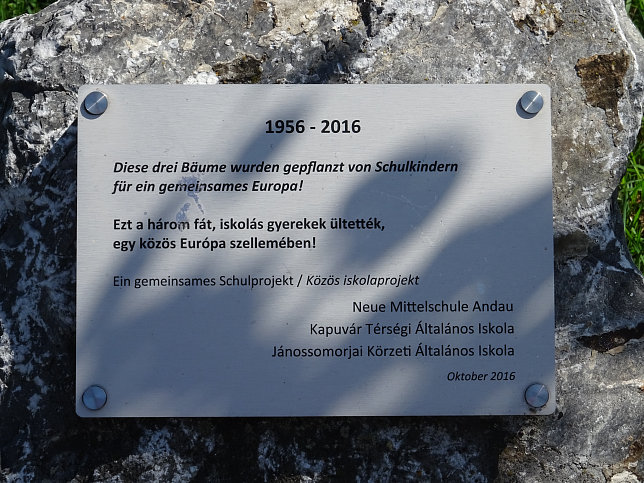 1956 - 2016
Diese drei Bäume wurden gepflanzt von Schulkindern
für ein gemeinsames Europa!
Ezt a három fát, iskolás gyerekek ültették,
egy közös Európa szellemében!
Ein gemeinsames Schulprojekt / Közös iskolaprojekt
Neue Mittelschule Andau
Kapuvár Térségi Általános Iskola
Jánossomorjai Körzeti Általános Iskola
Oktober 2016